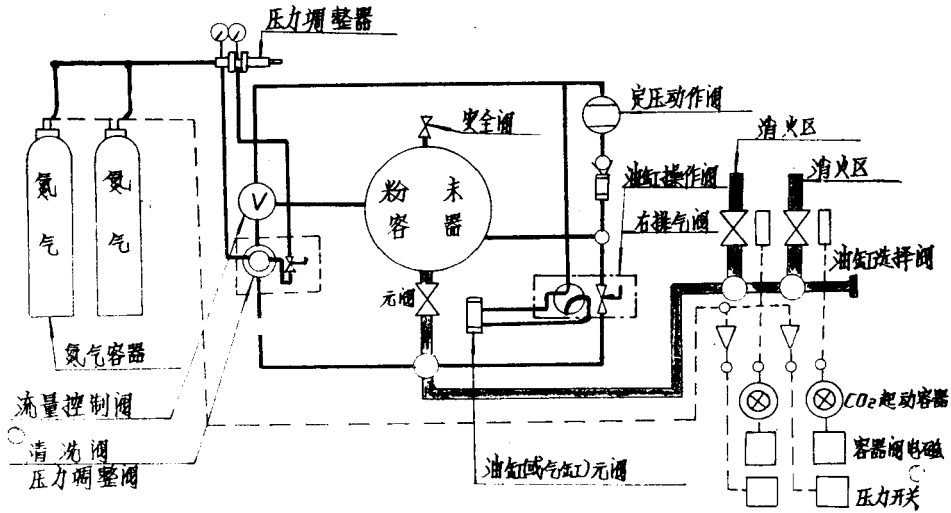 压力调整器
定压动作阀
安全阀
消火区
消火区
油缸操作阀
右操气阀
氮气
氮气
粉末
容器
V
油缸选择阀
元阀
氮气容器
流量控制阀
清洗阀
压力调整阀
油缸(或气缸)元阀
CO₂起动容器
容器阀电磁
压力开关